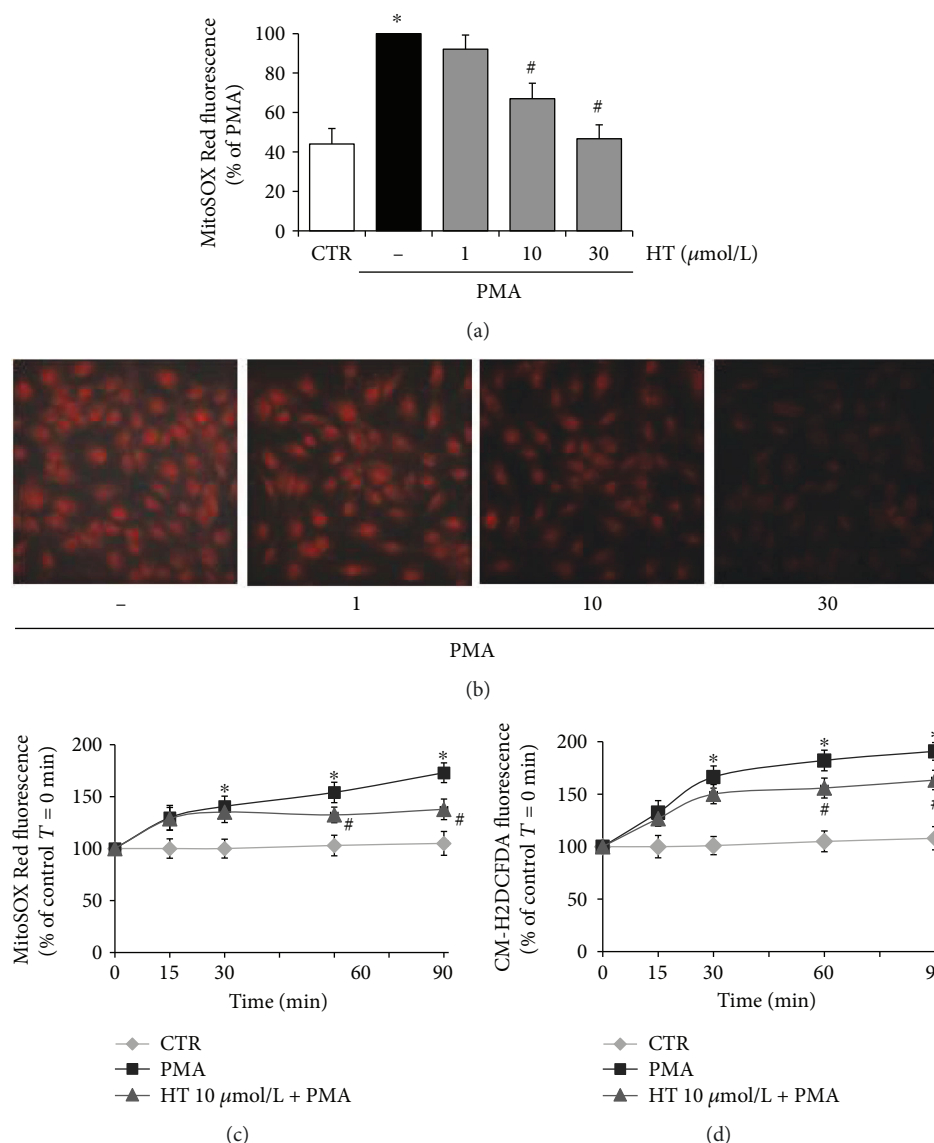 *
#
#
100
80
60
40
20
0
MitoSOX Red fluorescence
(% of PMA)
CTR – 1 10 30 HT (μmol/L)
PMA
(a)
– 1 10 30
PMA
(b)
MitoSOX Red fluorescence
(% of control T = 0 min)
200
150
100
50
0
* * *
# #
0 15 30 60 90
Time (min)
CTR
PMA
HT 10 μmol/L + PMA
(c)
CM-H2DCFDA fluorescence
(% of control T = 0 min)
200
150
100
50
0
* *
#
0 15 30 60
Time (min)
CTR
PMA
HT 10 μmol/L + PMA
(d)